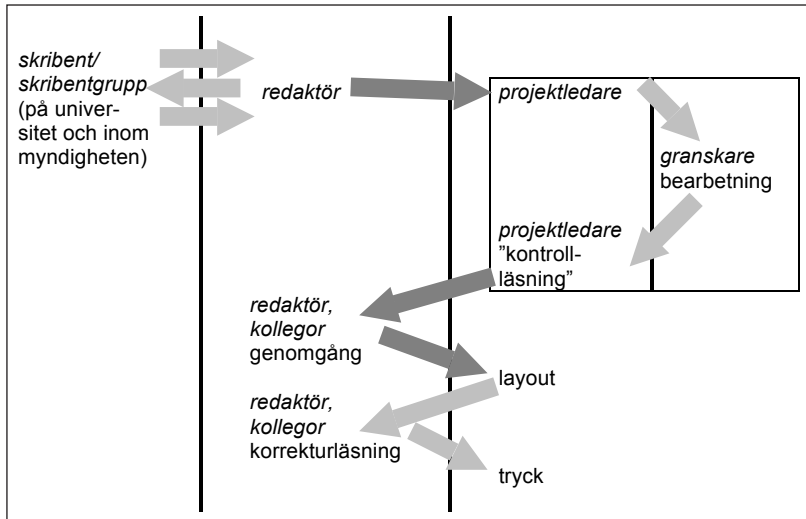 skribent/
skribentgrupp
(på univer-
sitet och inom
myndigheten)
redaktör
projektledare
granskare
bearbetning
projektledare
”kontroll-
läsning”
redaktör,
kollegor
genomgång
layout
redaktör,
kollegor
korrekturläsning
tryck